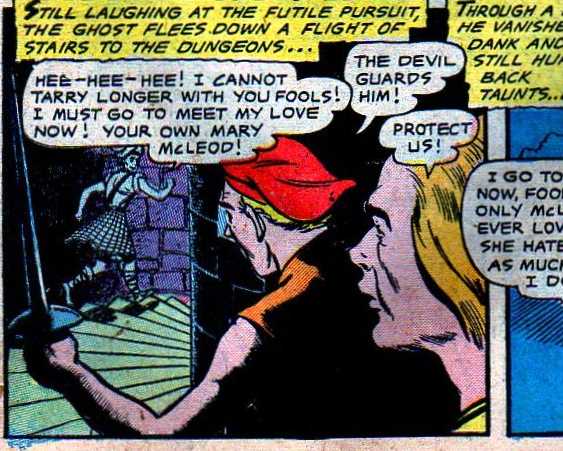 STILL LAUGHING AT THE FUTILE PURSUIT,
THE GHOST FLEES DOWN A FLIGHT OF
STAIRS TO THE DUNGEONS...
HEE-HEE-HEE! I CANNOT
TARRY LONGER WITH YOU FOOLS!
I MUST GO TO MEET MY LOVE
NOW! YOUR OWN MARY
McLEOD!
THE DEVIL
GUARDS
HIM!
PROTECT
US!
THROUGH A
HE VANISHE
DANK AND
STILL HU
BACK
TAUNTS...
I GO TO
NOW, FOO
ONLY McL
EVER LOV
SHE HATE
AS MUCH
I D